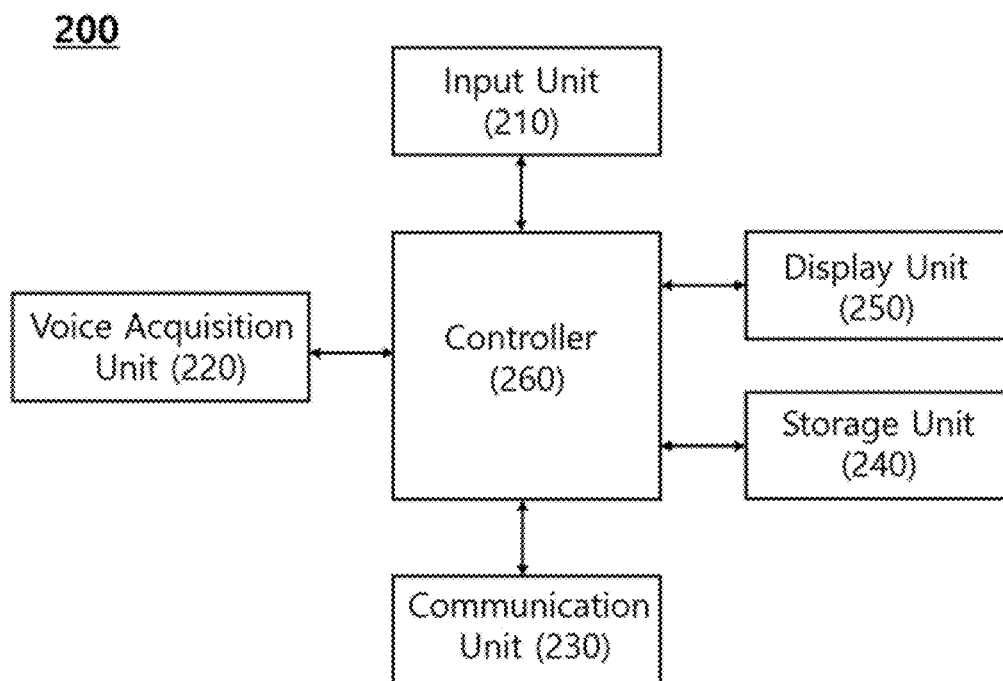 200
Input Unit
(210)
Display Unit
(250)
Voice Acquisition
Unit (220)
Controller
(260)
Storage Unit
(240)
Communication
Unit (230)